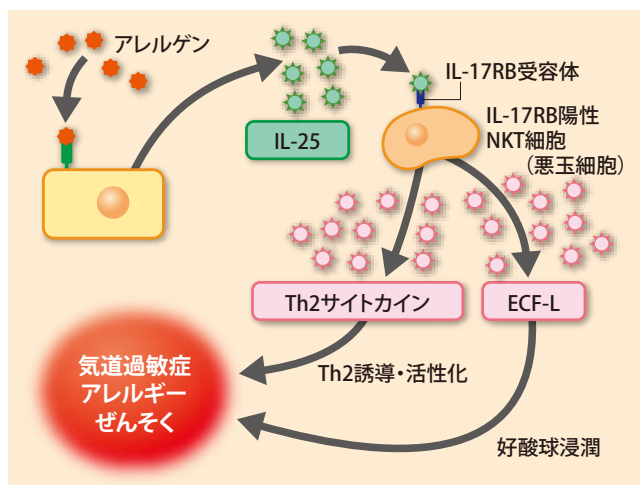 アレルゲン
IL-17RB受容体
IL-25
IL-17RB陽性
NKT細胞
（悪玉細胞）
Th2サイトカイン
ECF-L
気道過敏症
アレルギー
ぜんそく
Th2誘導・活性化
好酸球浸潤